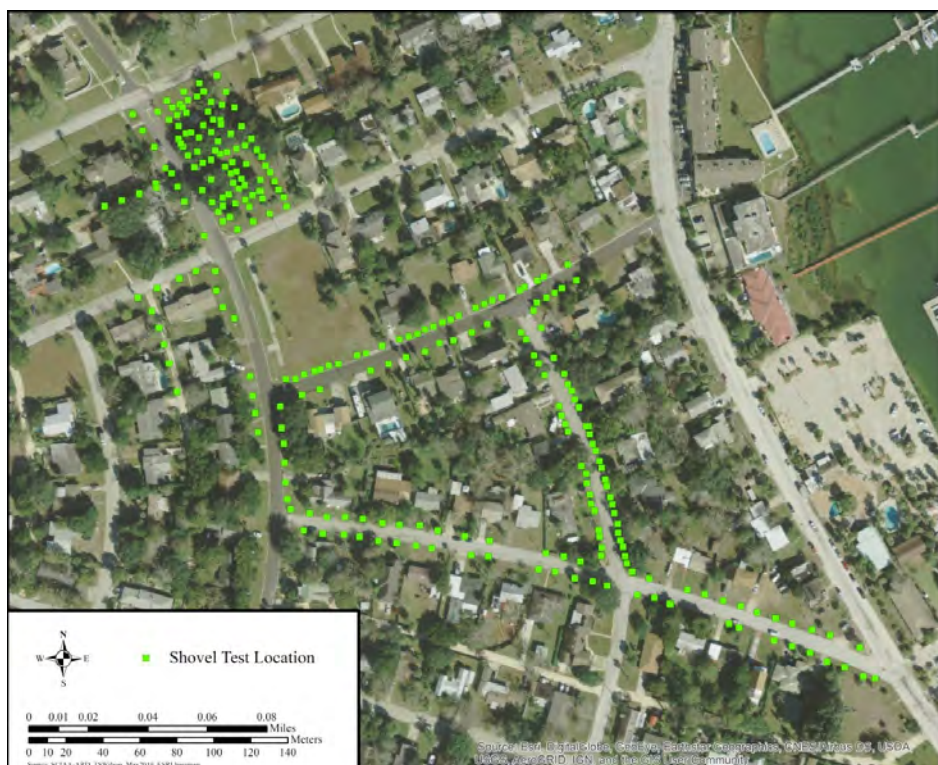 N
W E
S
Shovel Test Location
0 0.01 0.02 0.04 0.06 0.08
Miles
Meters
0 10 20 40 60 80 100 120 140
Source: Esri, DigitalGlobe, GeoEye, Earthstar Geographics, CNES/Airbus DS, USDA,
USGS, AeroGRID, IGN, and the GIS User Community